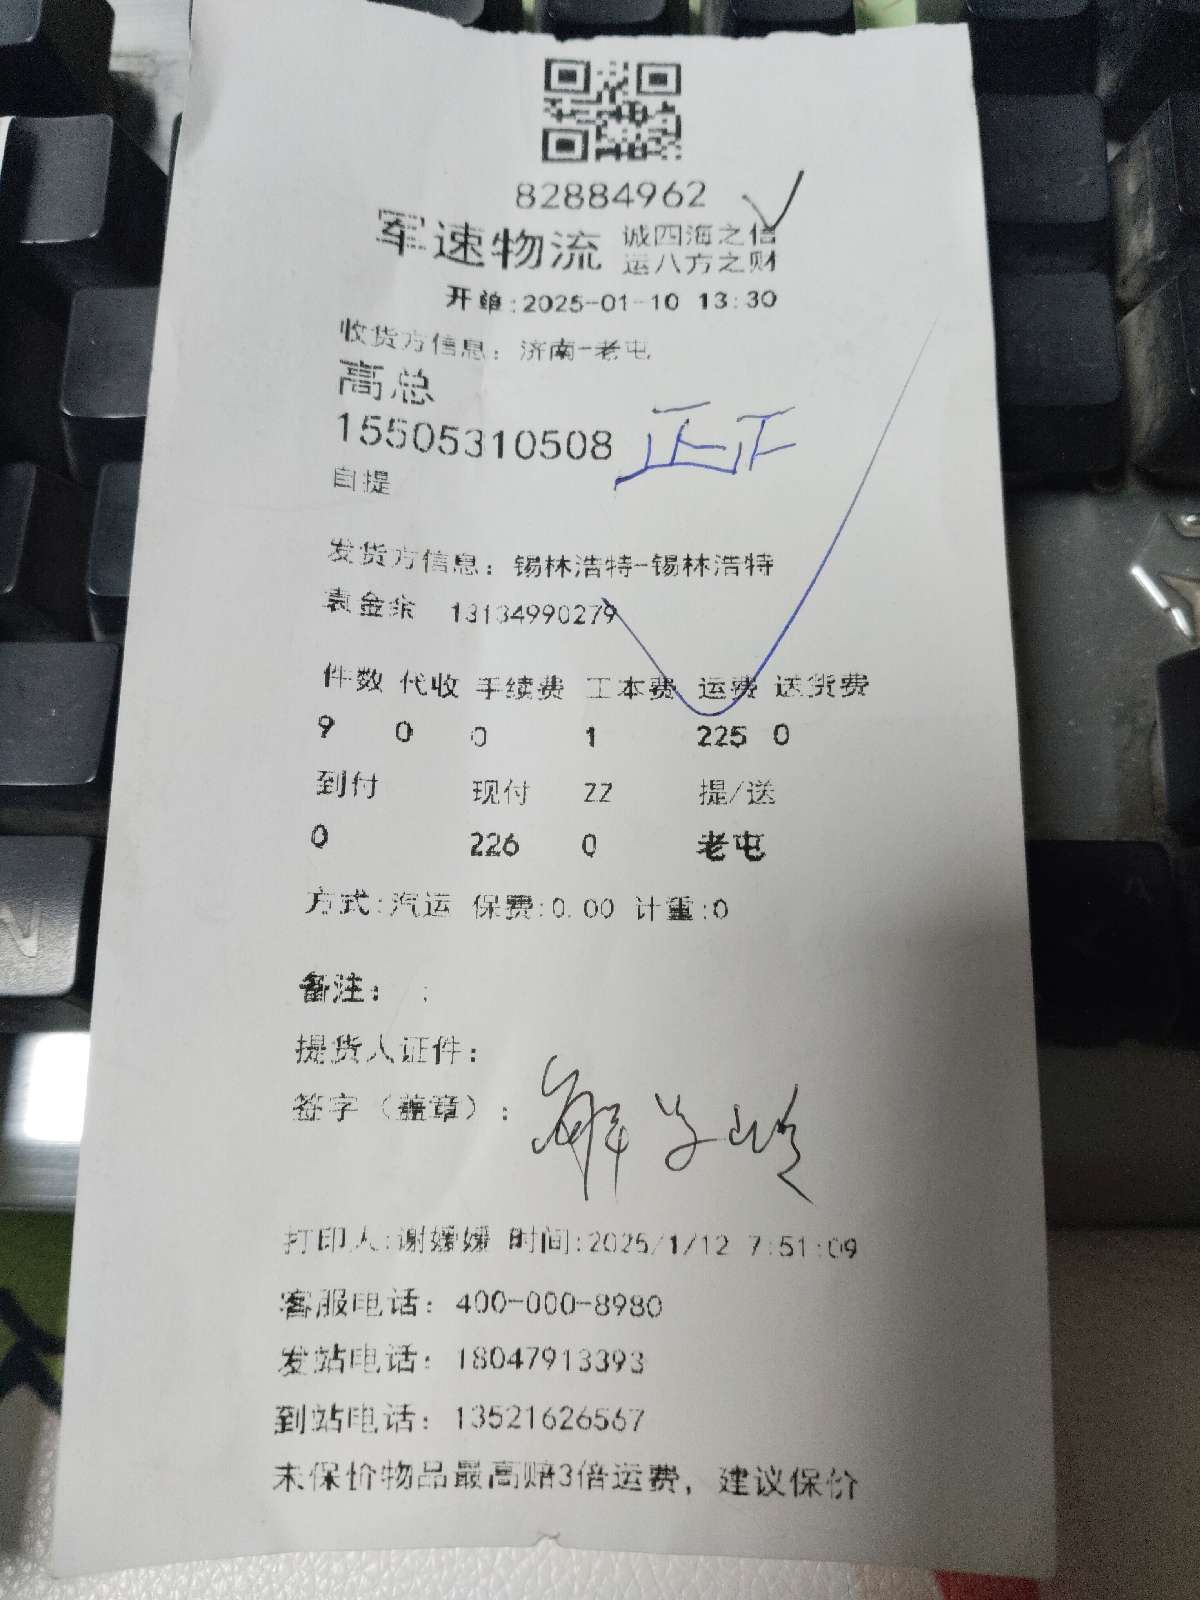 82884962
军速物流 诚四海之信
运八方之财
开单:2025-01-10 13:30
收货方信息：济南-老屯
高总
15505310508 正正
自提
发货方信息：锡林浩特-锡林浩特
袁金余 13134990279
件数 代收 手续费 工本费 运费 送货费
9 0 0 1 225 0
到付 现付 ZZ 提/送
0 226 0 老屯
方式:汽运 保费:0.00 计重:0
备注： :
提货人证件：
签字（盖章）：
打印人:谢媛媛 时间:2025/1/12 7:51:09
客服电话：400-000-8980
发站电话：18047913393
到站电话：13521626567
未保价物品最高赔3倍运费，建议保价
N